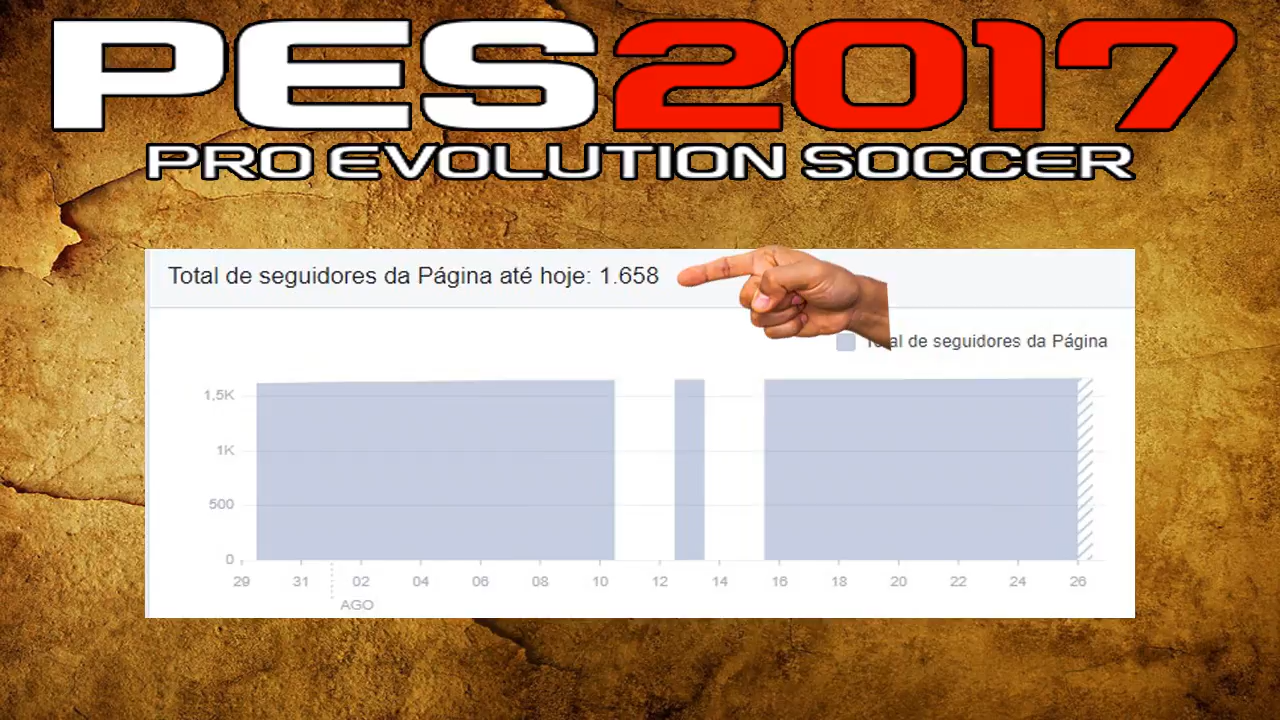 PES2017
PRO EVOLUTION SOCCER
Total de seguidores da Página até hoje: 1.658
Total de seguidores da Página
1,5K
1K
500
0
29 31 02 04 06 08 10 12 14 16 18 20 22 24 26
AGO